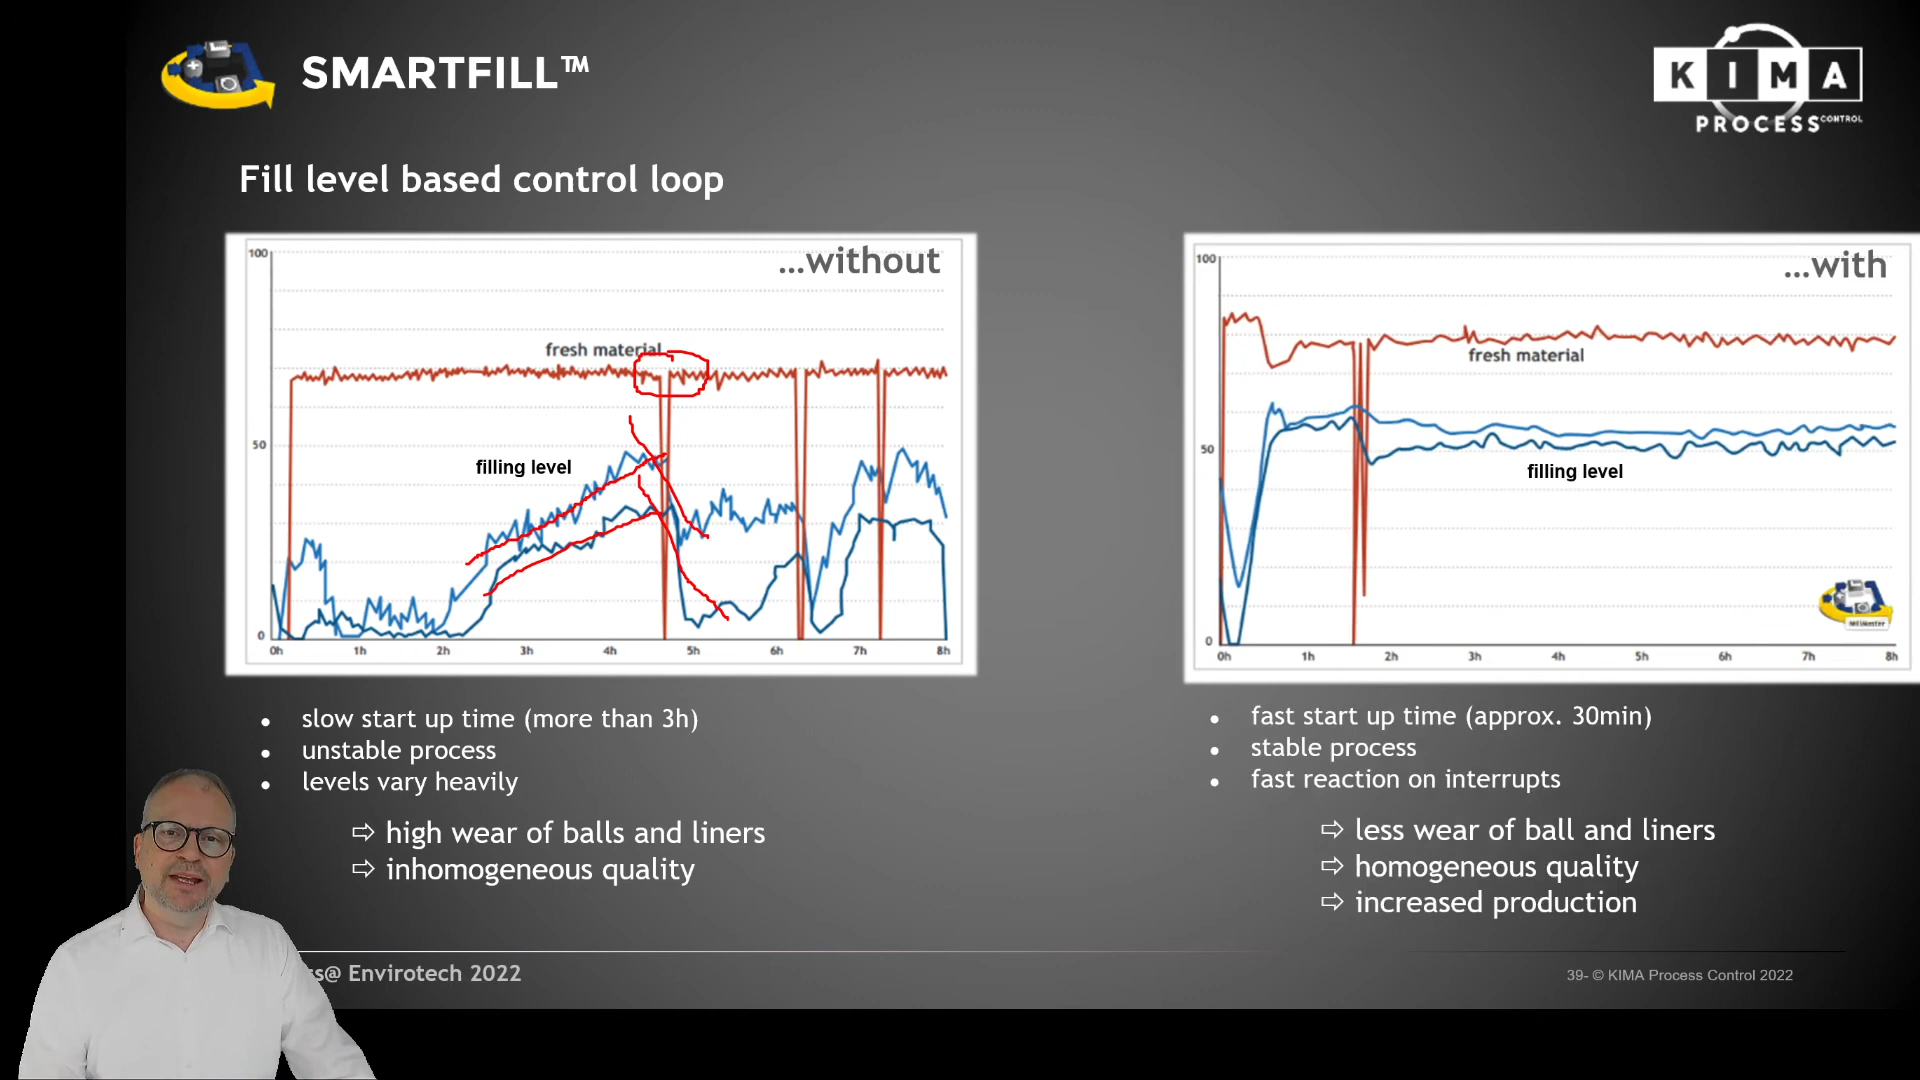 SMARTFILL™
KIMA
PROCESS CONTROL
Fill level based control loop
...without
100
50
0
fresh material
filling level
0h 1h 2h 3h 4h 5h 6h 7h 8h
...with
100
50
0
fresh material
filling level
MillMaster
0h 1h 2h 3h 4h 5h 6h 7h 8h
• slow start up time (more than 3h)
• unstable process
• levels vary heavily
⇨ high wear of balls and liners
⇨ inhomogeneous quality
• fast start up time (approx. 30min)
• stable process
• fast reaction on interrupts
⇨ less wear of ball and liners
⇨ homogeneous quality
⇨ increased production
s@ Envirotech 2022
39- © KIMA Process Control 2022